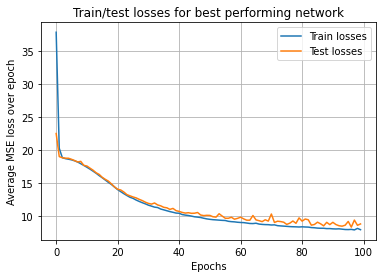 Train/test losses for best performing network
Train losses
Test losses
Average MSE loss over epoch
35
30
25
20
15
10
0
20
40
60
80
100
Epochs